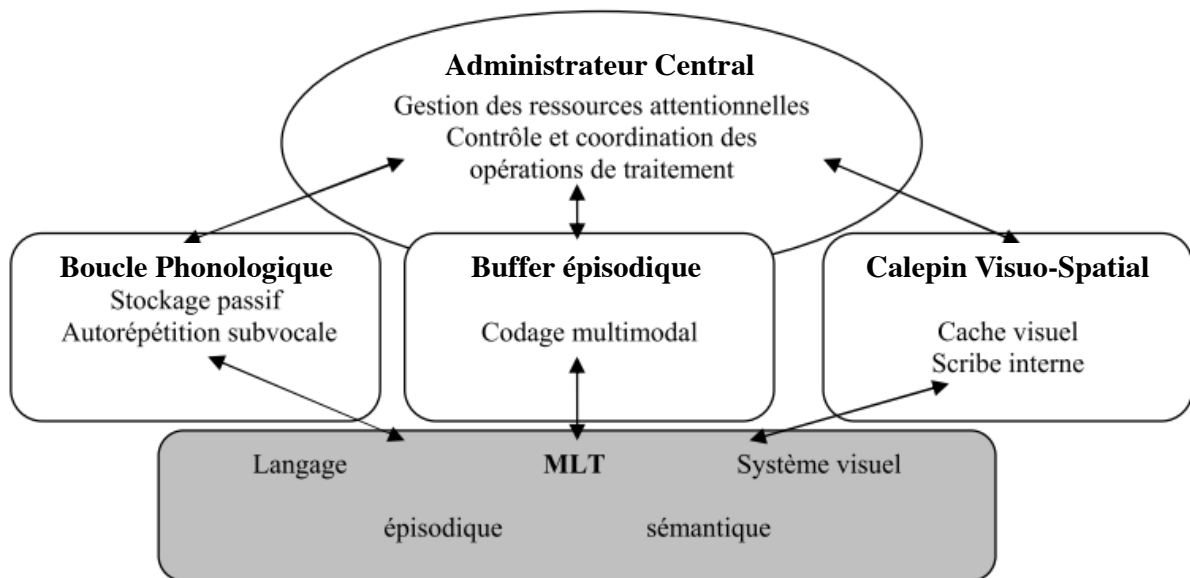 Administrateur Central
Gestion des ressources attentionnelles
Contrôle et coordination des
opérations de traitement
Boucle Phonologique
Stockage passif
Autorépétition subvocale
Buffer épisodique
Codage multimodal
Calepin Visuo-Spatial
Cache visuel
Scribe interne
Langage
MLT
Système visuel
épisodique
sémantique